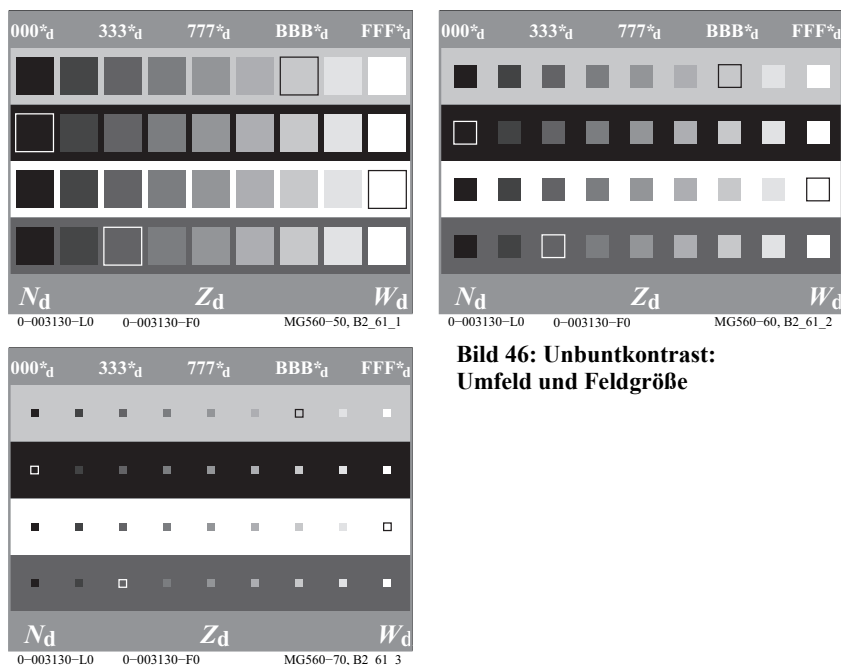 000*d 333*d 777*d BBB*d FFF*d
Nd Zd Wd
0−003130−L0 0−003130−F0 MG560−50, B2_61_1
000*d 333*d 777*d BBB*d FFF*d
Nd Zd Wd
0−003130−L0 0−003130−F0 MG560−60, B2_61_2
Bild 46: Unbuntkontrast:
Umfeld und Feldgröße
000*d 333*d 777*d BBB*d FFF*d
Nd Zd Wd
0−003130−L0 0−003130−F0 MG560−70, B2_61_3